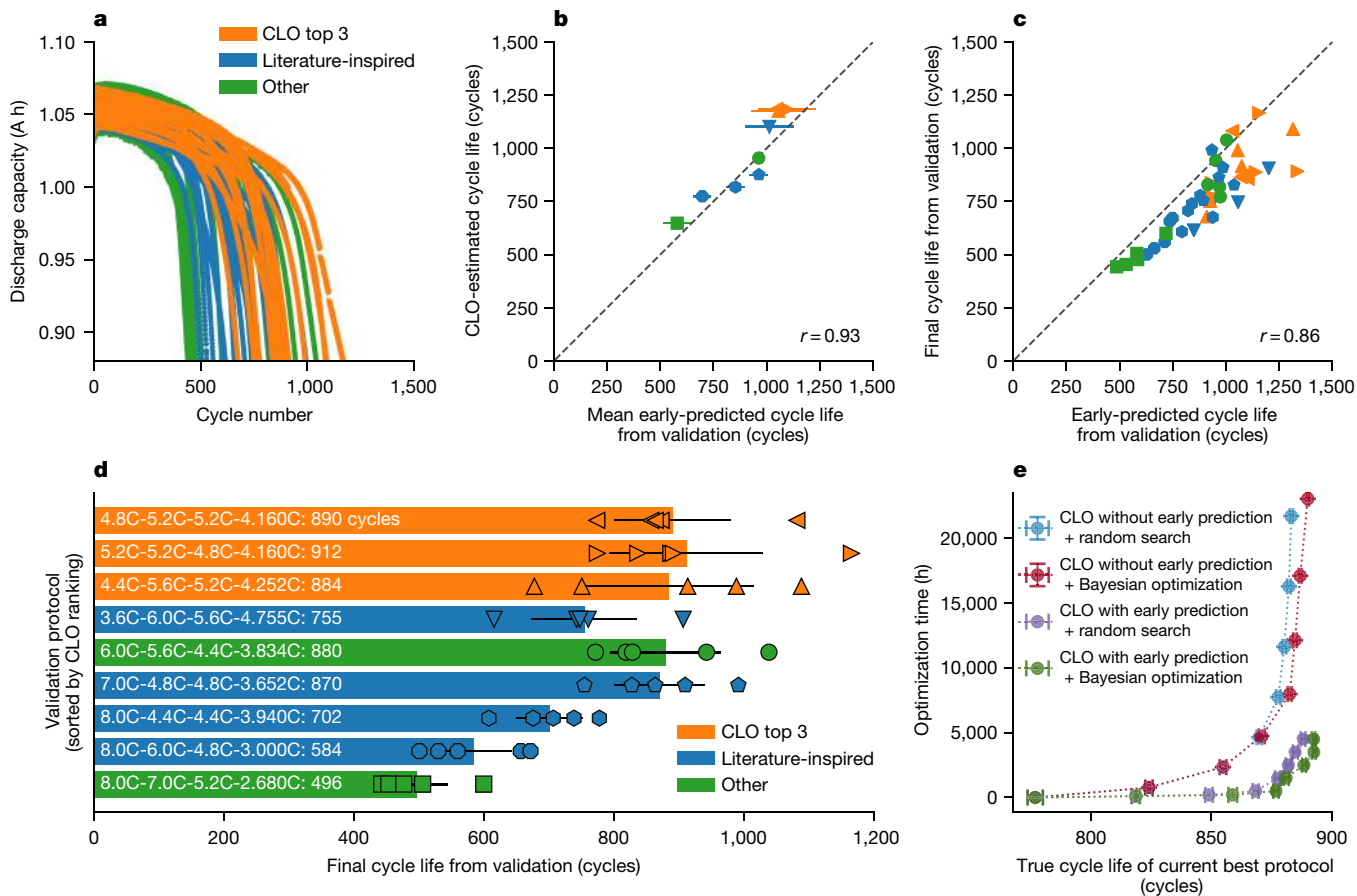 a
CLO top 3
Literature-inspired
Other
1.10
1.05
1.00
0.95
0.90
Discharge capacity (A h)
0
500
1,000
1,500
Cycle number
b
1,500
1,250
1,000
750
500
250
0
CLO-estimated cycle life (cycles)
r = 0.93
0
250
500
750
1,000
1,250
1,500
Mean early-predicted cycle life
from validation (cycles)
c
1,500
1,250
1,000
750
500
250
0
Final cycle life from validation (cycles)
r = 0.86
0
250
500
750
1,000
1,250
1,500
Early-predicted cycle life
from validation (cycles)
d
Validation protocol
(sorted by CLO ranking)
4.8C-5.2C-5.2C-4.160C: 890 cycles
5.2C-5.2C-4.8C-4.160C: 912
4.4C-5.6C-5.2C-4.252C: 884
3.6C-6.0C-5.6C-4.755C: 755
6.0C-5.6C-4.4C-3.834C: 880
7.0C-4.8C-4.8C-3.652C: 870
8.0C-4.4C-4.4C-3.940C: 702
8.0C-6.0C-4.8C-3.000C: 584
8.0C-7.0C-5.2C-2.680C: 496
CLO top 3
Literature-inspired
Other
0
200
400
600
800
1,000
1,200
Final cycle life from validation (cycles)
e
CLO without early prediction
+ random search
CLO without early prediction
+ Bayesian optimization
CLO with early prediction
+ random search
CLO with early prediction
+ Bayesian optimization
20,000
15,000
10,000
5,000
0
Optimization time (h)
800
850
900
True cycle life of current best protocol
(cycles)